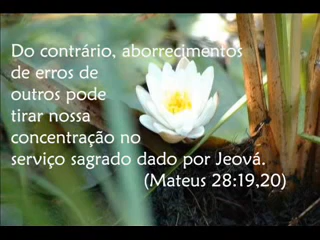 Do contrário, aborrecimentos
de erros de
outros pode
tirar nossa
concentração no
serviço sagrado dado por Jeová.
(Mateus 28:19,20)